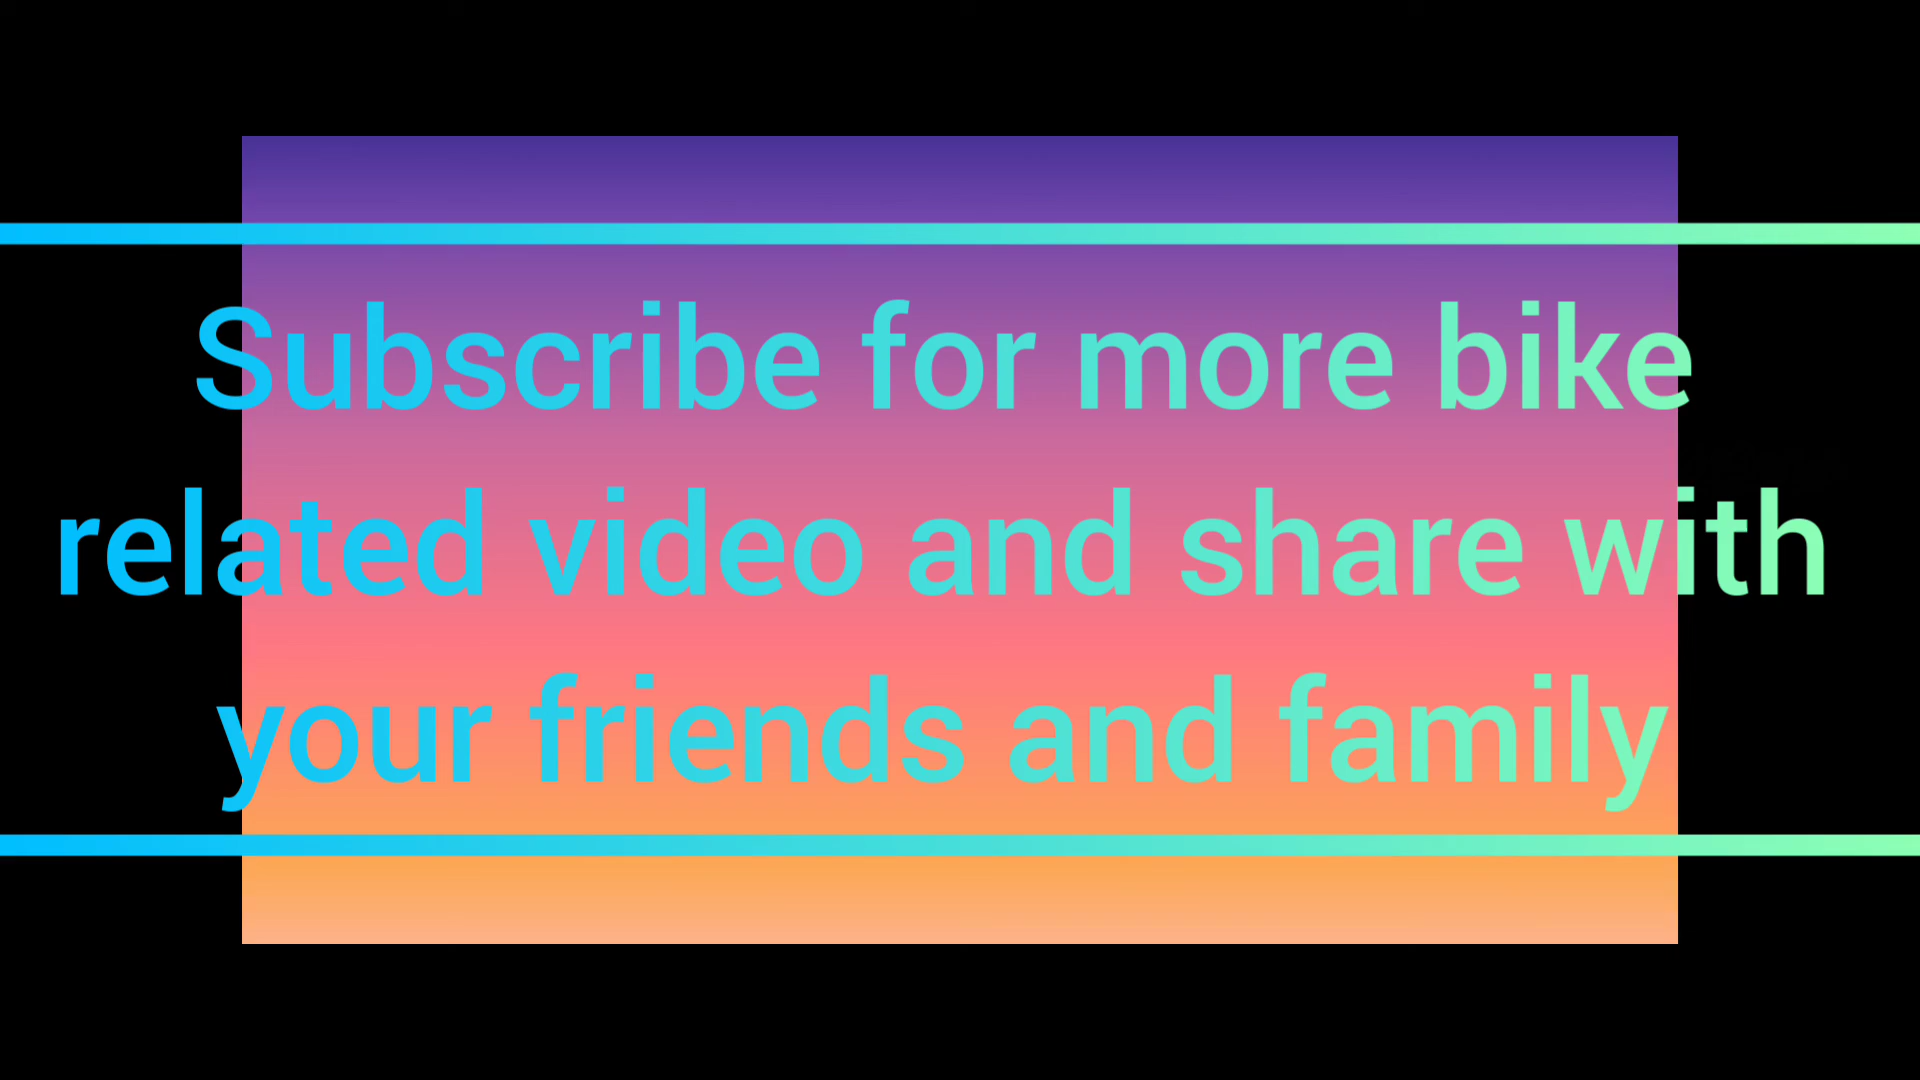 Subscribe for more bike
related video and share with
your friends and family